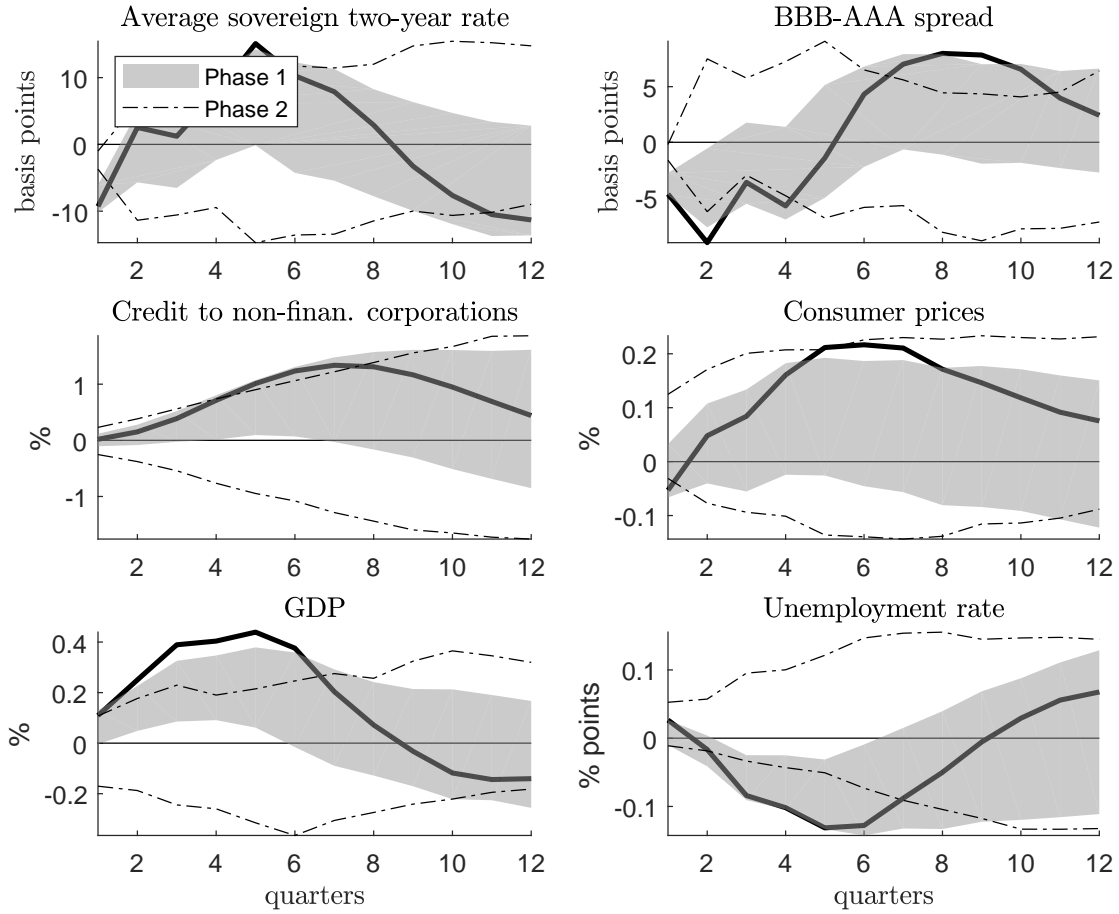 Average sovereign two-year rate
basis points
10
0
-10
Phase 1
Phase 2
2 4 6 8 10 12
BBB-AAA spread
basis points
5
0
-5
2 4 6 8 10 12
Credit to non-finan. corporations
%
1
0
-1
2 4 6 8 10 12
Consumer prices
%
0.2
0.1
0
-0.1
2 4 6 8 10 12
GDP
%
0.4
0.2
0
-0.2
2 4 6 8 10 12
quarters
Unemployment rate
% points
0.1
0
-0.1
2 4 6 8 10 12
quarters